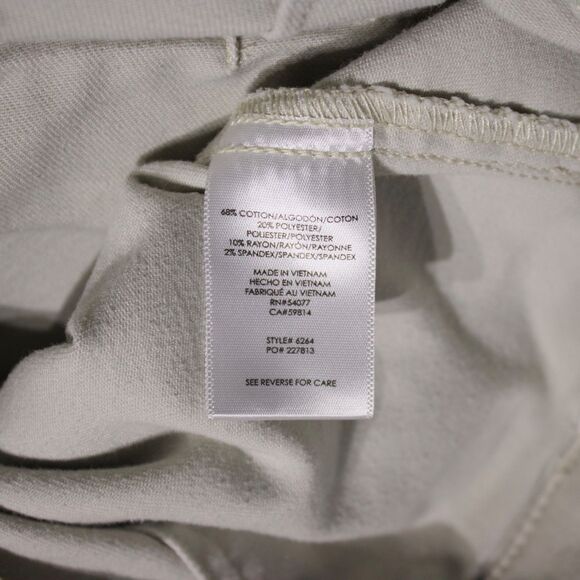 68% COTTON/ALGODÓN/COTON
20% POLYESTER/
POLIESTER/POLYESTER
10% RAYON/RAYÓN/RAYONNE
2% SPANDEX/SPANDEX/SPANDEX
MADE IN VIETNAM
HECHO EN VIETNAM
FABRIQUÉ AU VIETNAM
RN#54077
CA#59814
STYLE# 6264
PO# 227813
SEE REVERSE FOR CARE